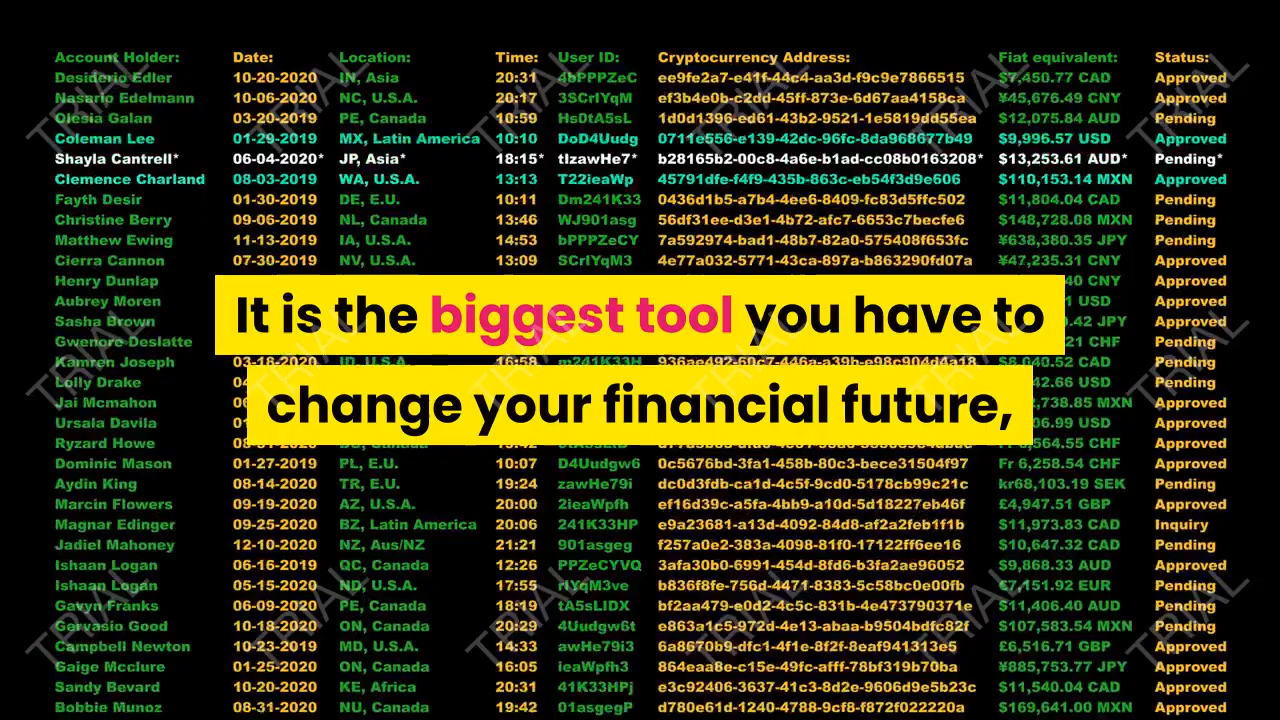 Account Holder: Date: Location: Time: User ID: Cryptocurrency Address: Fiat equivalent: Status:
Desiderio Edler 10-20-2020 IN, Asia 20:31 4bPPPZeC ee9fe2a7-e41f-44c4-aa3d-f9c9e7866515 $7,450.77 CAD Approved
Nasario Edelmann 10-06-2020 NC, U.S.A. 20:17 3SCrIYqM ef3b4e0b-c2dd-45ff-873e-6d67aa4158ca ¥45,676.49 CNY Approved
Olesia Galan 03-20-2019 PE, Canada 10:59 Hs0tA5sL 1d0d1396-ed61-43b2-9521-1e5819dd55ea $12,075.84 AUD Pending
Coleman Lee 01-29-2019 MX, Latin America 10:10 DoD4Uudg 0711e556-e139-42dc-96fc-8da968677b49 $9,996.57 USD Approved
Shayla Cantrell* 06-04-2020* JP, Asia* 18:15* tIzawHe7* b28165b2-00c8-4a6e-b1ad-cc08b0163208* $13,253.61 AUD* Pending*
Clemence Charland 08-03-2019 WA, U.S.A. 13:13 T22ieaWp 45791dfe-f4f9-435b-863c-eb54f3d9e606 $110,153.14 MXN Approved
Fayth Desir 01-30-2019 DE, E.U. 10:11 Dm241K33 0436d1b5-a7b4-4ee6-8409-fc83d5ffc502 $11,804.04 CAD Pending
Christine Berry 09-06-2019 NL, Canada 13:46 WJ901asg 56df31ee-d3e1-4b72-afc7-6653c7becfe6 $148,728.08 MXN Pending
Matthew Ewing 11-13-2019 IA, U.S.A. 14:53 bPPPZeCY 7a592974-bad1-48b7-82a0-575408f653fc ¥638,380.35 JPY Pending
Cierra Cannon 07-30-2019 NV, U.S.A. 13:09 SCrIYqM3 4e77a032-5771-43ca-897a-b863290fd07a ¥47,235.31 CNY Approved
Henry Dunlap CNY Approved
Aubrey Moren USD Approved
Sasha Brown JPY Approved
Gwenore Deslatte CHF Pending
It is the biggest tool you have to
Kamren Joseph 03-18-2020 ID, U.S.A. 16:58 m241K33H 936ae492-60c7-446a-a39b-e98c904d4a18 $8,040.52 CAD Pending
Lolly Drake USD Pending
Jai Mcmahon MXN Approved
Ursala Davila USD Approved
change your financial future,
Ryzard Howe CHF Approved
Dominic Mason 01-27-2019 PL, E.U. 10:07 D4Uudgw6 0c5676bd-3fa1-458b-80c3-bece31504f97 Fr 6,258.54 CHF Approved
Aydin King 08-14-2020 TR, E.U. 19:24 zawHe79i dc0d3fdb-ca1d-4c5f-9cd0-5178cb99c21c kr68,103.19 SEK Pending
Marcin Flowers 09-19-2020 AZ, U.S.A. 20:00 2ieaWpfh ef16d39c-a5fa-4bb9-a10d-5d18227eb46f £4,947.51 GBP Approved
Magnar Edinger 09-25-2020 BZ, Latin America 20:06 241K33HP e9a23681-a13d-4092-84d8-af2a2feb1f1b $11,973.83 CAD Inquiry
Jadiel Mahoney 12-10-2020 NZ, Aus/NZ 21:21 901asgeg f257a0e2-383a-4098-81f0-17122ff6ee16 $10,647.32 CAD Pending
Ishaan Logan 06-16-2019 QC, Canada 12:26 PPZeCYVQ 3afa30b0-6991-454d-8fd6-b3fa2ae96052 $9,868.33 AUD Approved
Ishaan Logan 05-15-2020 ND, U.S.A. 17:55 rIYqM3ve b836f8fe-756d-4471-8383-5c58bc0e00fb €7,151.92 EUR Pending
Gavyn Franks 06-09-2020 PE, Canada 18:19 tA5sLIDX bf2aa479-e0d2-4c5c-831b-4e473790371e $11,406.40 AUD Pending
Garvasio Good 10-18-2020 ON, Canada 20:29 4Uudgw6t e863a1c5-972d-4e13-abaa-b9504bdfc82f $107,583.54 MXN Pending
Campbell Newton 10-23-2019 MD, U.S.A. 14:33 awHe79i3 6a8670b9-dfc1-4f1e-8f2f-8eaf941313e5 £6,516.71 GBP Approved
Gaige Mcclure 01-25-2020 ON, Canada 16:05 ieaWpfh3 864eaa8e-c15e-49fc-afff-78bf319b70ba ¥885,753.77 JPY Approved
Sandy Bevard 10-20-2020 KE, Africa 20:31 41K33HPj e3c92406-3637-41c3-8d2e-9606d9e5b23c $11,540.04 CAD Approved
Bobbie Munoz 08-31-2020 NU, Canada 19:42 01asgegP d780e61d-1240-4788-9cf8-f872f022220a $169,641.00 MXN Approved